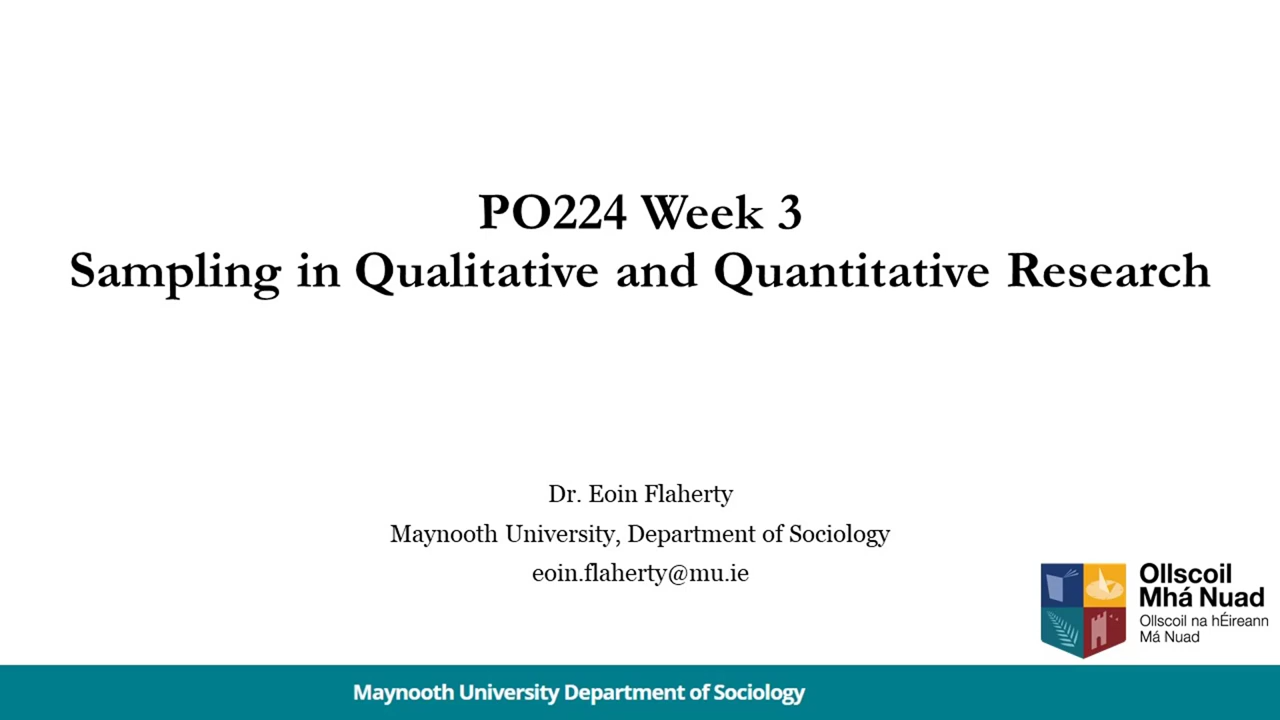 PO224 Week 3
Sampling in Qualitative and Quantitative Research
Dr. Eoin Flaherty
Maynooth University, Department of Sociology
eoin.flaherty@mu.ie
Ollscoil
Mhá Nuad
Ollscoil na hÉireann
Má Nuad
Maynooth University Department of Sociology